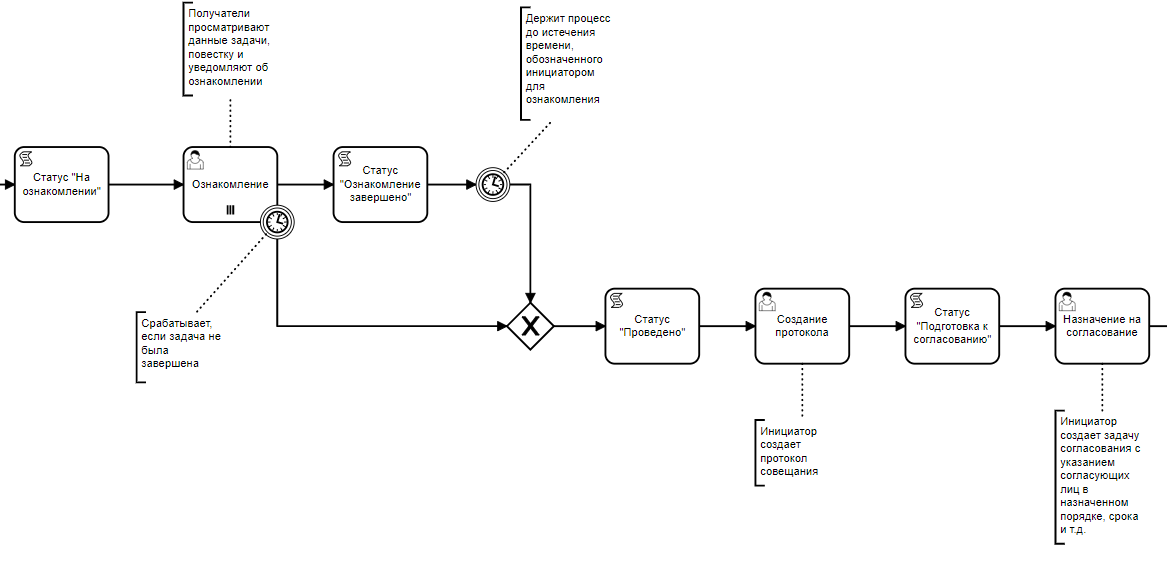 Получатели
просматривают
данные задачи,
повестку и
уведомляют об
ознакомлении
Держит процесс
до истечения
времени,
обозначенного
инициатором
для
ознакомления
Статус "На
ознакомлении"
Ознакомление
Статус
"Ознакомление
завершено"
Срабатывает,
если задача не
была
завершена
Статус
"Проведено"
Создание
протокола
Статус
"Подготовка к
согласованию"
Назначение на
согласование
Инициатор
создает
протокол
совещания
Инициатор
создает задачу
согласования с
указанием
согласующих
лиц в
назначенном
порядке, срока
и т.д.